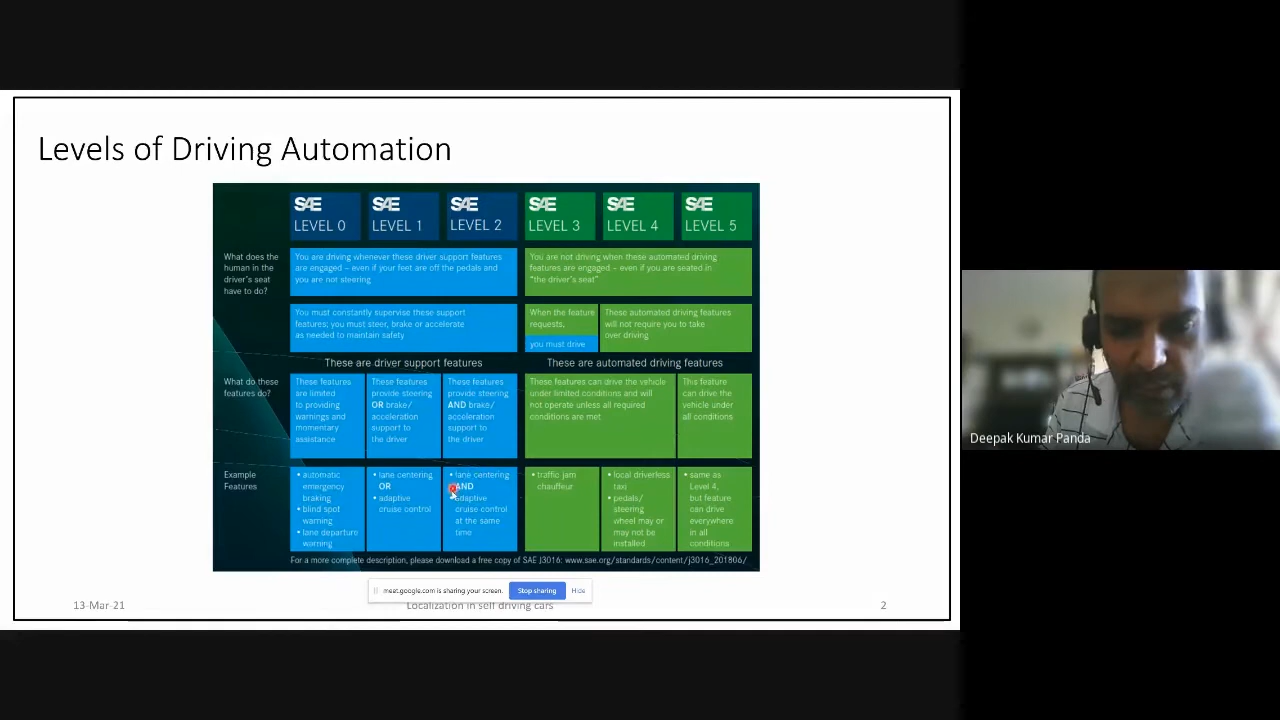 Levels of Driving Automation
SAE
LEVEL 0
SAE
LEVEL 1
SAE
LEVEL 2
SAE
LEVEL 3
SAE
LEVEL 4
SAE
LEVEL 5
What does the
human in the
driver's seat
have to do?
You are driving whenever these driver support features
are engaged – even if your feet are off the pedals and
you are not steering
You are not driving when these automated driving
features are engaged – even if you are seated in
"the driver's seat"
You must constantly supervise these support
features; you must steer, brake or accelerate
as needed to maintain safety
When the feature
requests,
you must drive
These automated driving features
will not require you to take
over driving
These are driver support features
These are automated driving features
What do these
features do?
These features
are limited
to providing
warnings and
momentary
assistance
These features
provide steering
OR brake/
acceleration
support to
the driver
These features
provide steering
AND brake/
acceleration
support to
the driver
These features can drive the vehicle
under limited conditions and will
not operate unless all required
conditions are met
This feature
can drive the
vehicle under
all conditions
Example
Features
• automatic
emergency
braking
• blind spot
warning
• lane departure
warning
• lane centering
OR
• adaptive
cruise control
• lane centering
AND
adaptive
cruise control
at the same
time
• traffic jam
chauffeur
• local driverless
taxi
• pedals/
steering
wheel may or
may not be
installed
• same as
Level 4,
but feature
can drive
everywhere
in all
conditions
For a more complete description, please download a free copy of SAE J3016: www.sae.org/standards/content/j3016_201806/
meet.google.com is sharing your screen.
Stop sharing
Hide
13-Mar-21
Localization in self driving cars
2
Deepak Kumar Panda